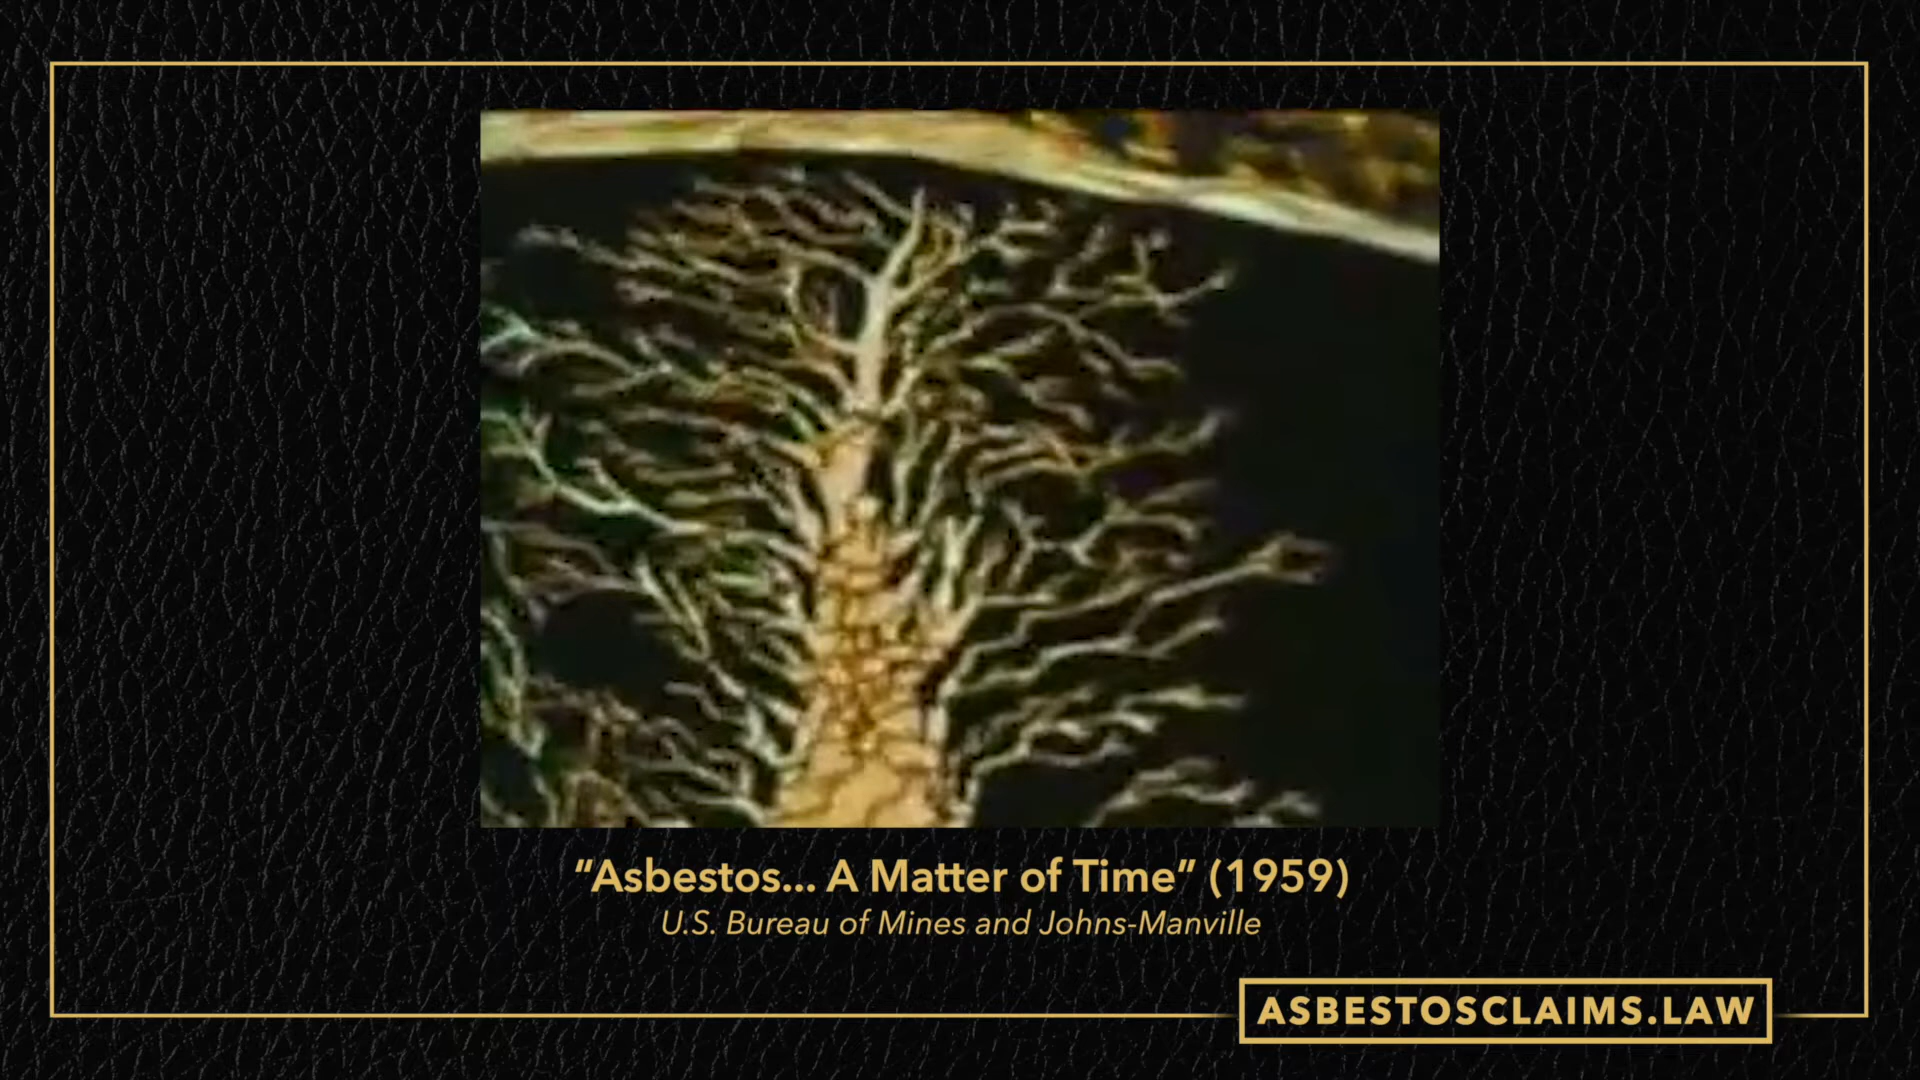 “Asbestos... A Matter of Time” (1959)
U.S. Bureau of Mines and Johns-Manville
ASBESTOSCLAIMS.LAW